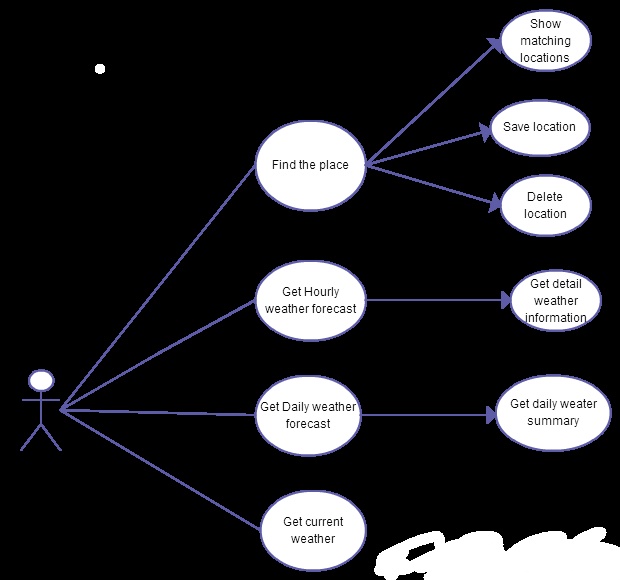 Show
matching
locations
Save location
Find the place
Delete
location
Get Hourly
weather forecast
Get detail
weather
information
Get Daily weather
forecast
Get daily weater
summary
Get current
weather